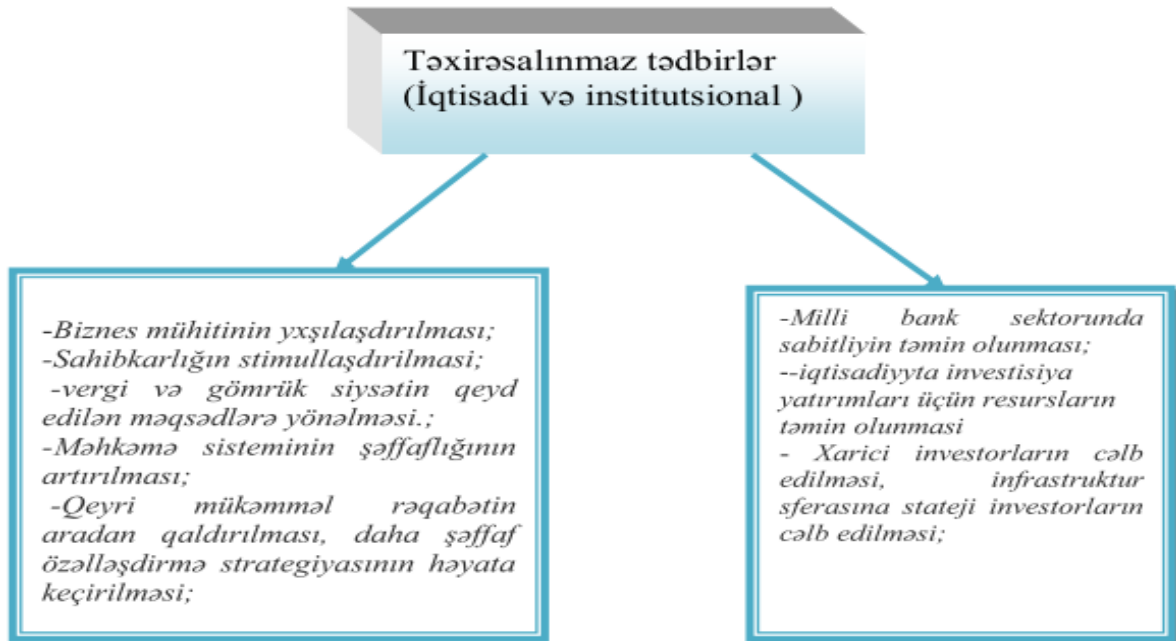 Təxirəsalınmaz tədbirlər
(İqtisadi və institutsional )
-Biznes mühitinin yxşılaşdırılması;
-Sahibkarlığın stimullaşdırilmasi;
-vergi və gömrük siysətin qeyd
edilən məqsədlərə yönəlməsi.;
-Məhkəmə sisteminin şəffaflığının
artırılması;
-Qeyri mükəmməl rəqabətin
aradan qaldırılması, daha şəffaf
özəlləşdirmə strategiyasının həyata
keçirilməsi;
-Milli bank sektorunda
sabitliyin təmin olunması;
--iqtisadiyyta investisiya
yatırımları üçün resursların
təmin olunmasi
- Xarici investorların cəlb
edilməsi, infrastruktur
sferasına stateji investorların
cəlb edilməsi;